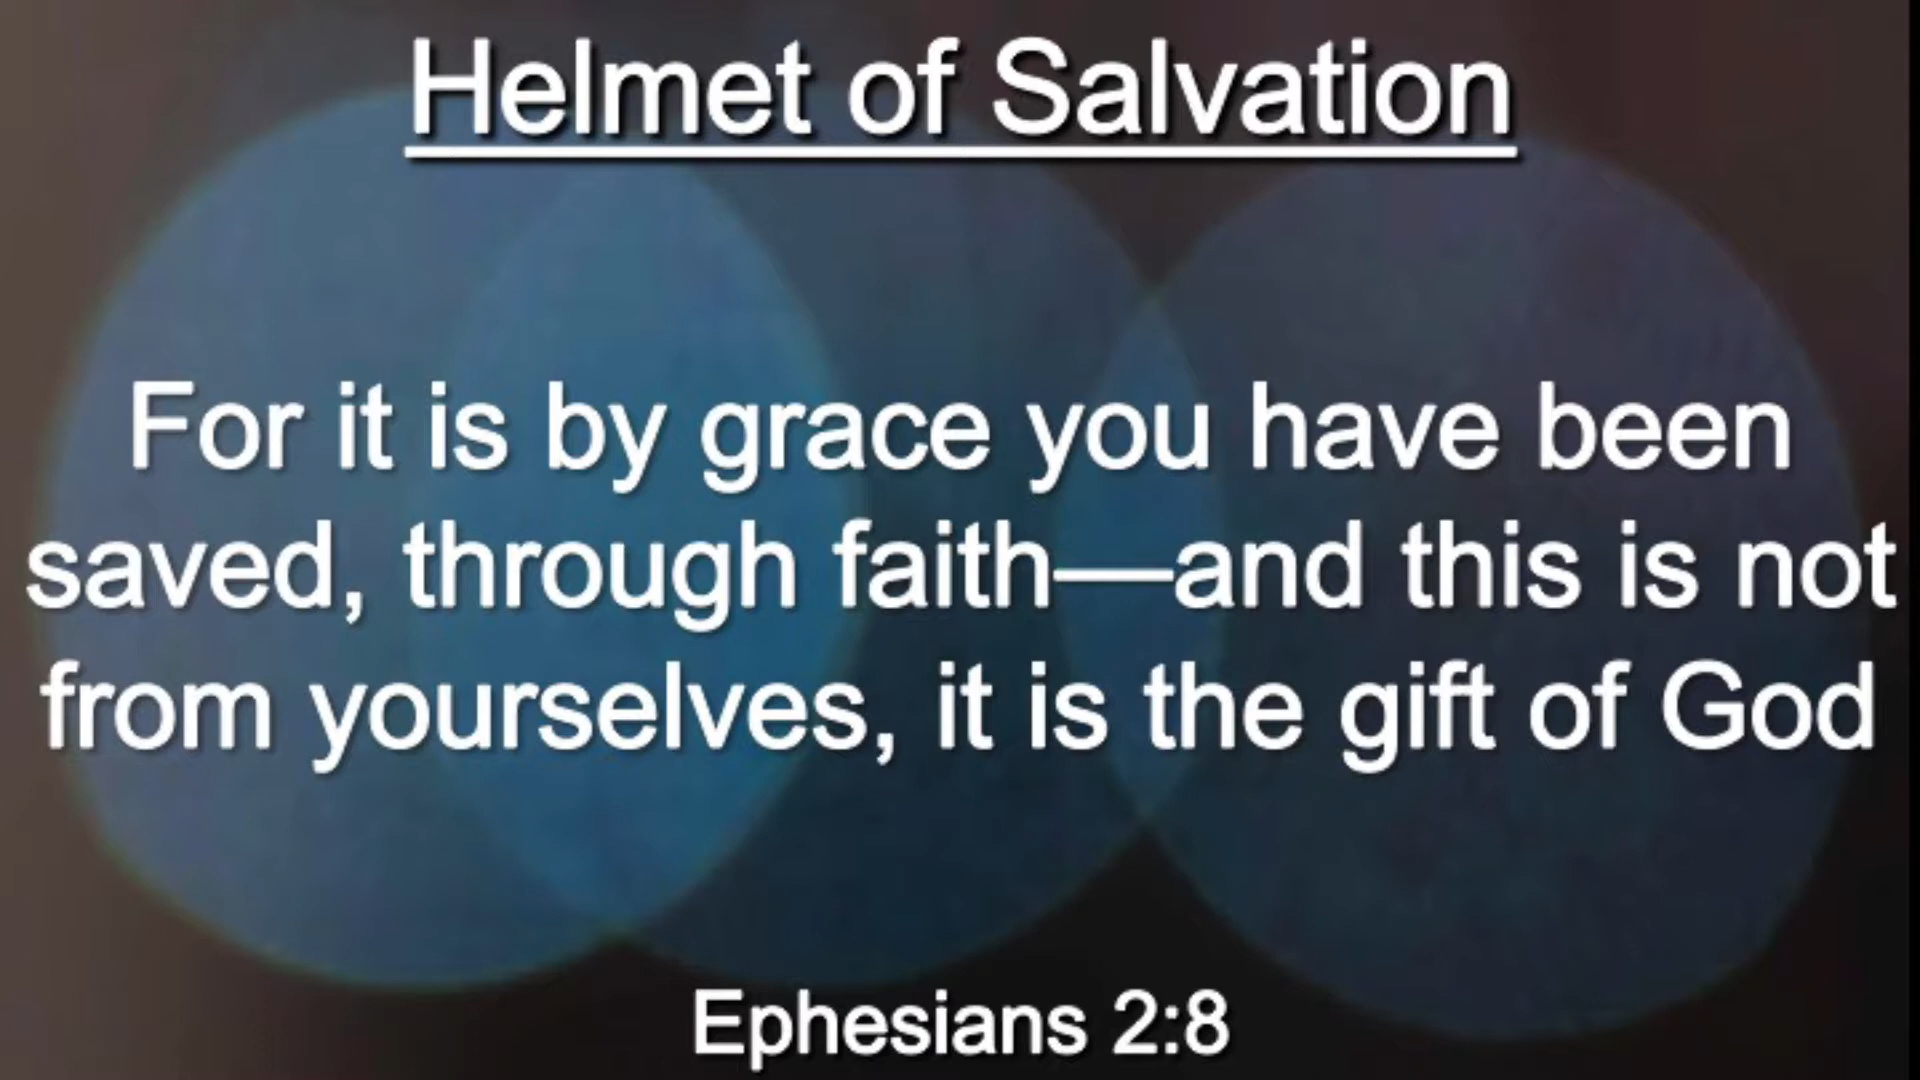 Helmet of Salvation
For it is by grace you have been
saved, through faith—and this is not
from yourselves, it is the gift of God
Ephesians 2:8